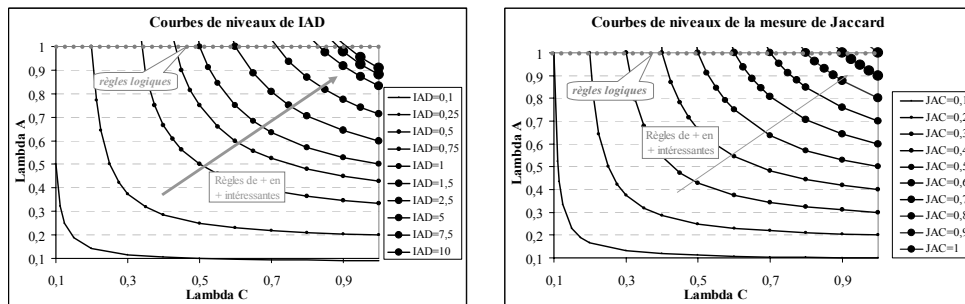 Courbes de niveaux de IAD
Lambda A
1
0,9
0,8
0,7
0,6
0,5
0,4
0,3
0,2
0,1
règles logiques
Règles de + en
+ intéressantes
0,1
0,3
0,5
0,7
0,9
Lambda C
IAD=0,1
IAD=0,25
IAD=0,5
IAD=0,75
IAD=1
IAD=1,5
IAD=2,5
IAD=5
IAD=7,5
IAD=10
Courbes de niveaux de la mesure de Jaccard
Lambda A
1
0,9
0,8
0,7
0,6
0,5
0,4
0,3
0,2
0,1
règles logiques
Règles de + en
+ intéressantes
0,1
0,3
0,5
0,7
0,9
Lambda C
JAC=0,1
JAC=0,2
JAC=0,3
JAC=0,4
JAC=0,5
JAC=0,6
JAC=0,7
JAC=0,8
JAC=0,9
JAC=1